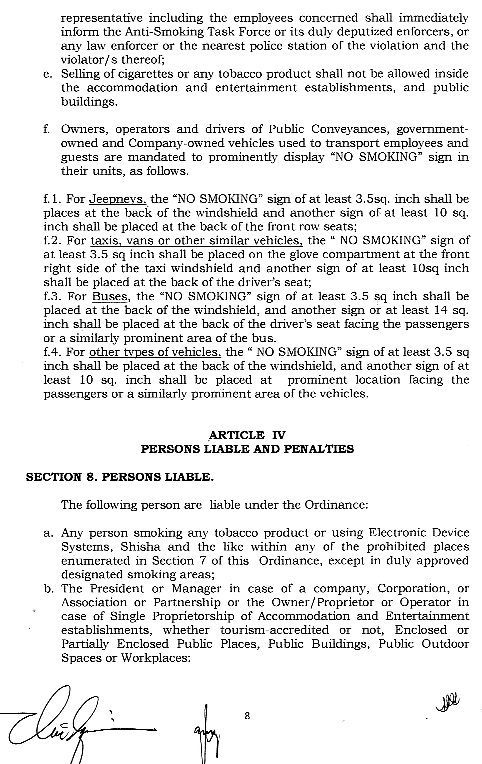 representative including the employees concerned shall immediately
inform the Anti-Smoking Task Force or its duly deputized enforcers, or
any law enforcer or the nearest police station of the violation and the
violator/s thereof;
e. Selling of cigarettes or any tobacco product shall not be allowed inside
the accommodation and entertainment establishments, and public
buildings.
f. Owners, operators and drivers of Public Conveyances, government-
owned and Company-owned vehicles used to transport employees and
guests are mandated to prominently display "NO SMOKING" sign in
their units, as follows.
f.1. For Jeepneys, the "NO SMOKING" sign of at least 3.5sq. inch shall be
places at the back of the windshield and another sign of at least 10 sq.
inch shall be placed at the back of the front row seats;
f.2. For taxis, vans or other similar vehicles, the " NO SMOKING" sign of
at least 3.5 sq inch shall be placed on the glove compartment at the front
right side of the taxi windshield and another sign of at least 10sq inch
shall be placed at the back of the driver's seat;
f.3. For Buses, the "NO SMOKING" sign of at least 3.5 sq inch shall be
placed at the back of the windshield, and another sign or at least 14 sq.
inch shall be placed at the back of the driver's seat facing the passengers
or a similarly prominent area of the bus.
f.4. For other types of vehicles, the " NO SMOKING" sign of at least 3.5 sq
inch shall be placed at the back of the windshield, and another sign of at
least 10 sq. inch shall be placed at prominent location facing the
passengers or a similarly prominent area of the vehicles.
ARTICLE IV
PERSONS LIABLE AND PENALTIES
SECTION 8. PERSONS LIABLE.
The following person are liable under the Ordinance:
a. Any person smoking any tobacco product or using Electronic Device
Systems, Shisha and the like within any of the prohibited places
enumerated in Section 7 of this Ordinance, except in duly approved
designated smoking areas;
b. The President or Manager in case of a company, Corporation, or
Association or Partnership or the Owner/Proprietor or Operator in
case of Single Proprietorship of Accommodation and Entertainment
establishments, whether tourism-accredited or not, Enclosed or
Partially Enclosed Public Places, Public Buildings, Public Outdoor
Spaces or Workplaces:
8